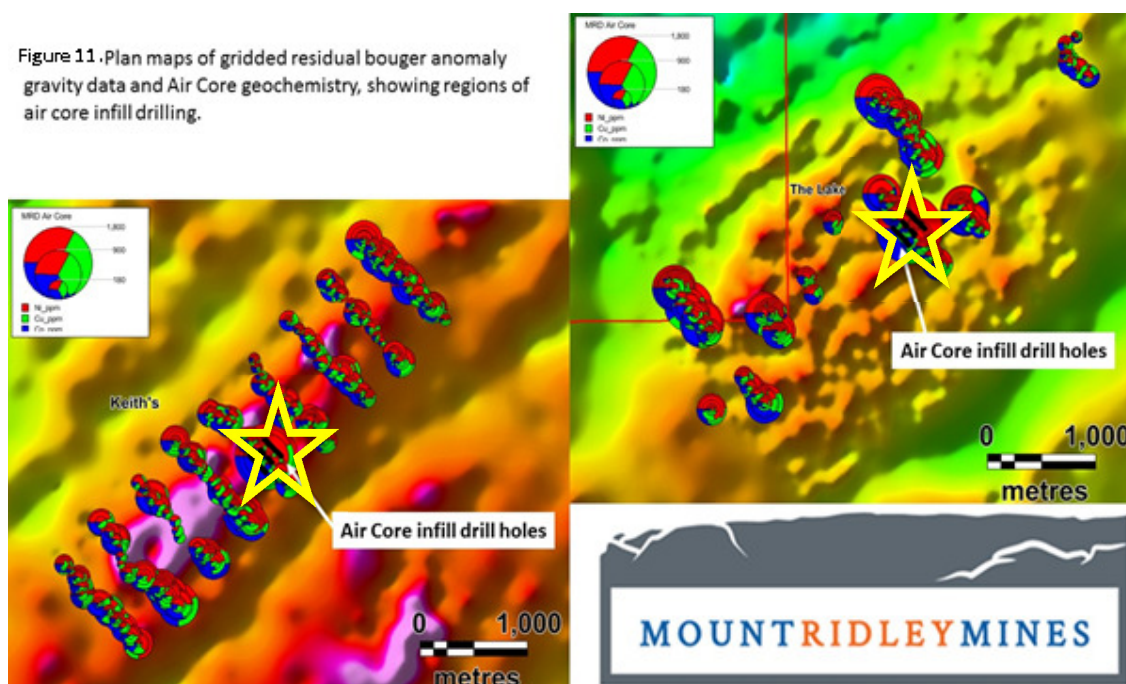 Figure 11.Plan maps of gridded residual bouger anomaly
gravity data and Air Core geochemistry, showing regions of
air core infill drilling.
MRD Air Core
1,800
900
180
Ni_ppm
Cu_ppm
Co_ppm
Keith's
Air Core infill drill holes
0 1,000
metres
1,800
900
180
Ni_ppm
Cu_ppm
Co_ppm
The Lake
Air Core infill drill holes
0 1,000
metres
MOUNTRIDLEYMINES